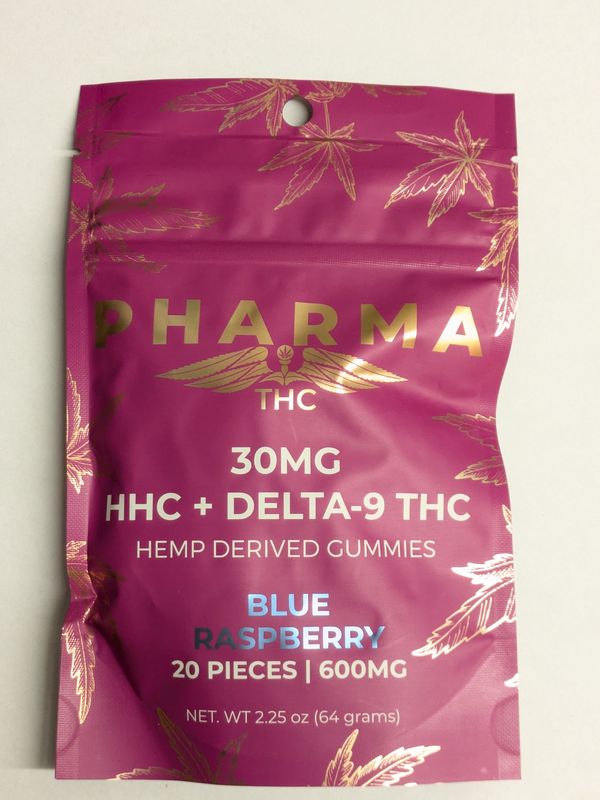 PHARMA
THC
30MG
HHC + DELTA-9 THC
HEMP DERIVED GUMMIES
BLUE
RASPBERRY
20 PIECES | 600MG
NET. WT 2.25 oz (64 grams)